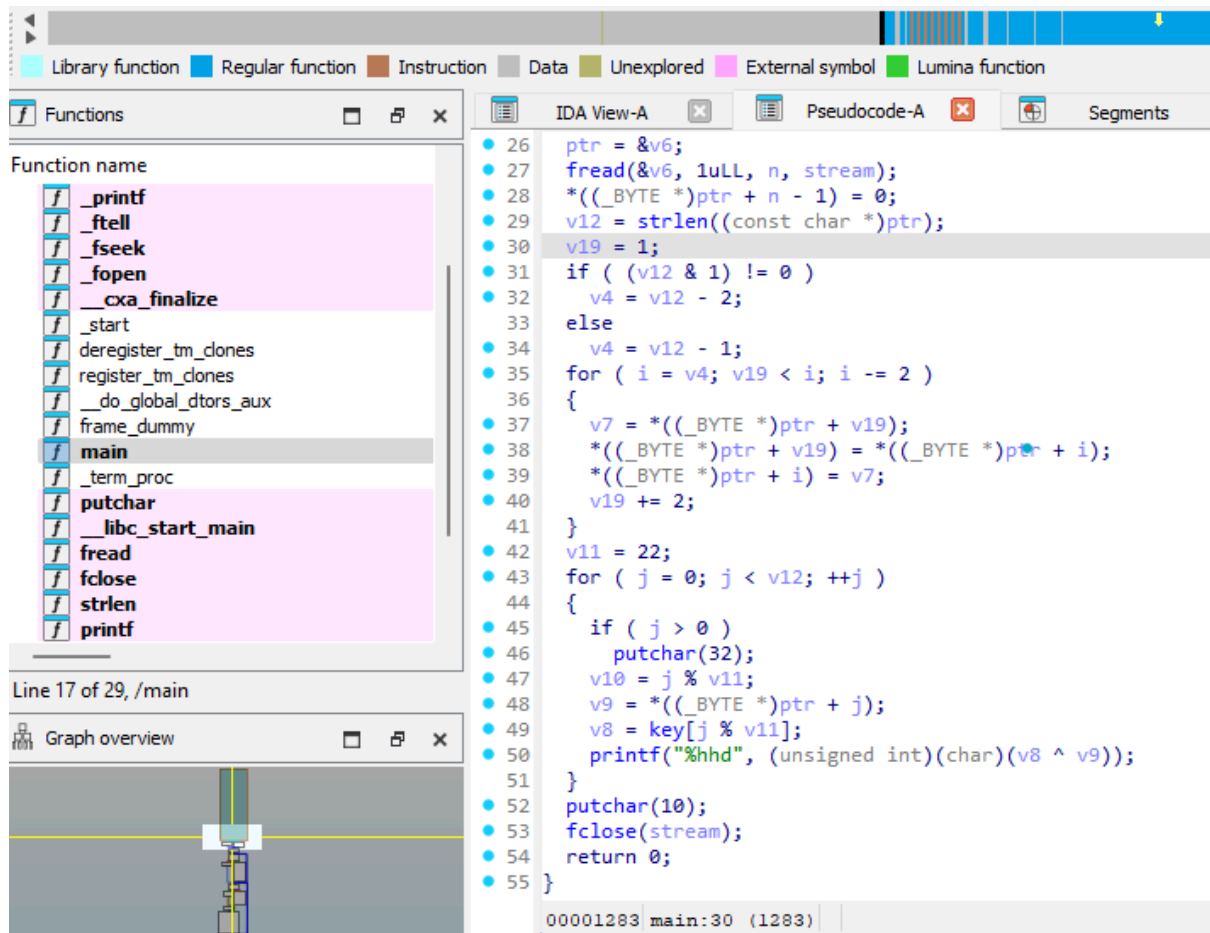 Library function Regular function Instruction Data Unexplored External symbol Lumina function
Functions
Function name
_printf
_ftell
_fseek
_fopen
__cxa_finalize
_start
deregister_tm_clones
register_tm_clones
__do_global_dtors_aux
frame_dummy
main
_term_proc
putchar
__libc_start_main
fread
fclose
strlen
printf
Line 17 of 29, /main
Graph overview
IDA View-A Pseudocode-A Segments
26 ptr = &v6;
27 fread(&v6, 1uLL, n, stream);
28 *((_BYTE *)ptr + n - 1) = 0;
29 v12 = strlen((const char *)ptr);
30 v19 = 1;
31 if ( (v12 & 1) != 0 )
32 v4 = v12 - 2;
33 else
34 v4 = v12 - 1;
35 for ( i = v4; v19 < i; i -= 2 )
36 {
37 v7 = *((_BYTE *)ptr + v19);
38 *((_BYTE *)ptr + v19) = *((_BYTE *)ptr + i);
39 *((_BYTE *)ptr + i) = v7;
40 v19 += 2;
41 }
42 v11 = 22;
43 for ( j = 0; j < v12; ++j )
44 {
45 if ( j > 0 )
46 putchar(32);
47 v10 = j % v11;
48 v9 = *((_BYTE *)ptr + j);
49 v8 = key[j % v11];
50 printf("%hhd", (unsigned int)(char)(v8 ^ v9));
51 }
52 putchar(10);
53 fclose(stream);
54 return 0;
55 }
00001283 main:30 (1283)